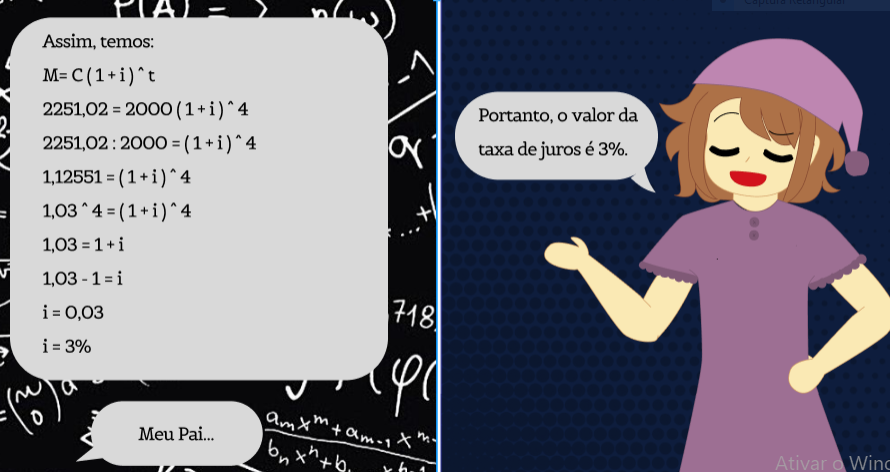 Assim, temos:
M= C ( 1 + i ) ^ t
2251,02 = 2000 ( 1 + i ) ^ 4
2251,02 : 2000 = ( 1 + i ) ^ 4
1,12551 = ( 1 + i ) ^ 4
1,03 ^ 4 = ( 1 + i ) ^ 4
1,03 = 1 + i
1,03 - 1 = i
i = 0,03
i = 3%
Meu Pai...
Portanto, o valor da
taxa de juros é 3%.
Captura Retangular
Ativar o Wind